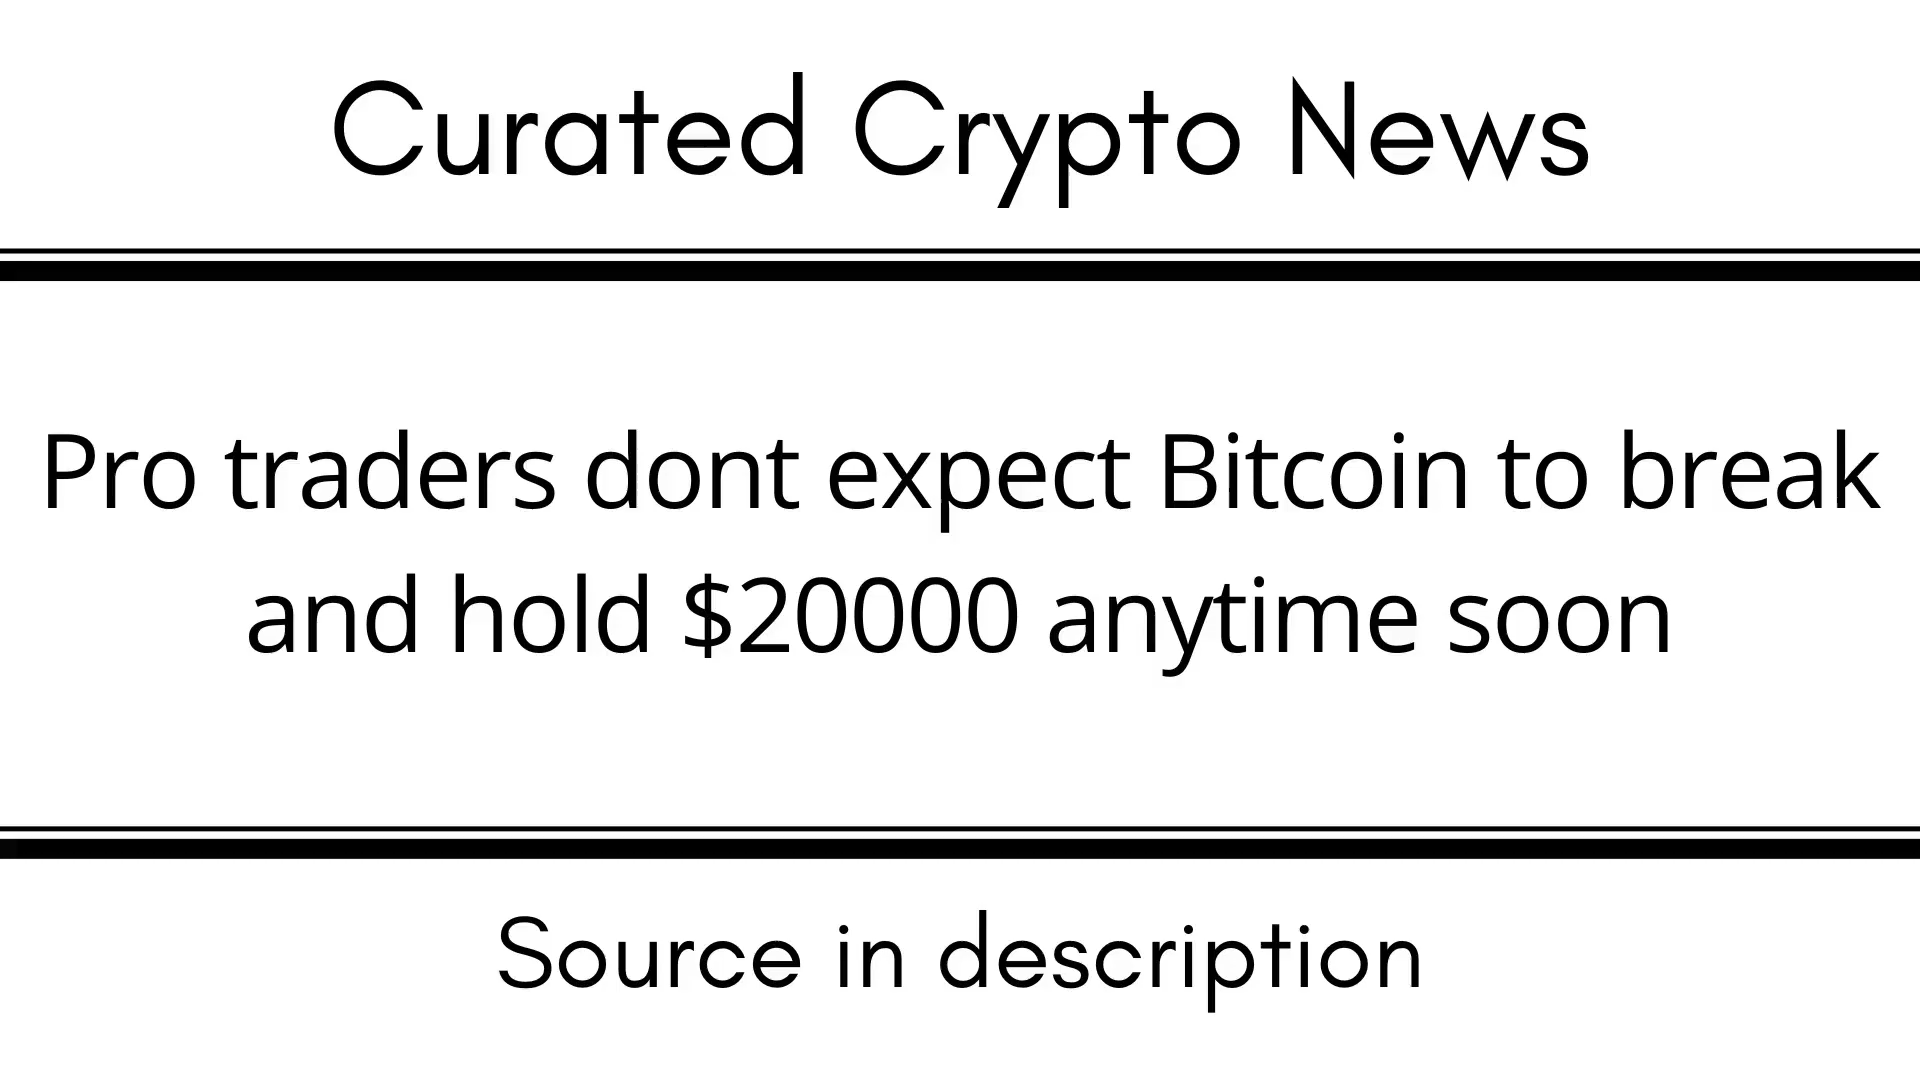 Curated Crypto News
Pro traders dont expect Bitcoin to break
and hold $20000 anytime soon
Source in description